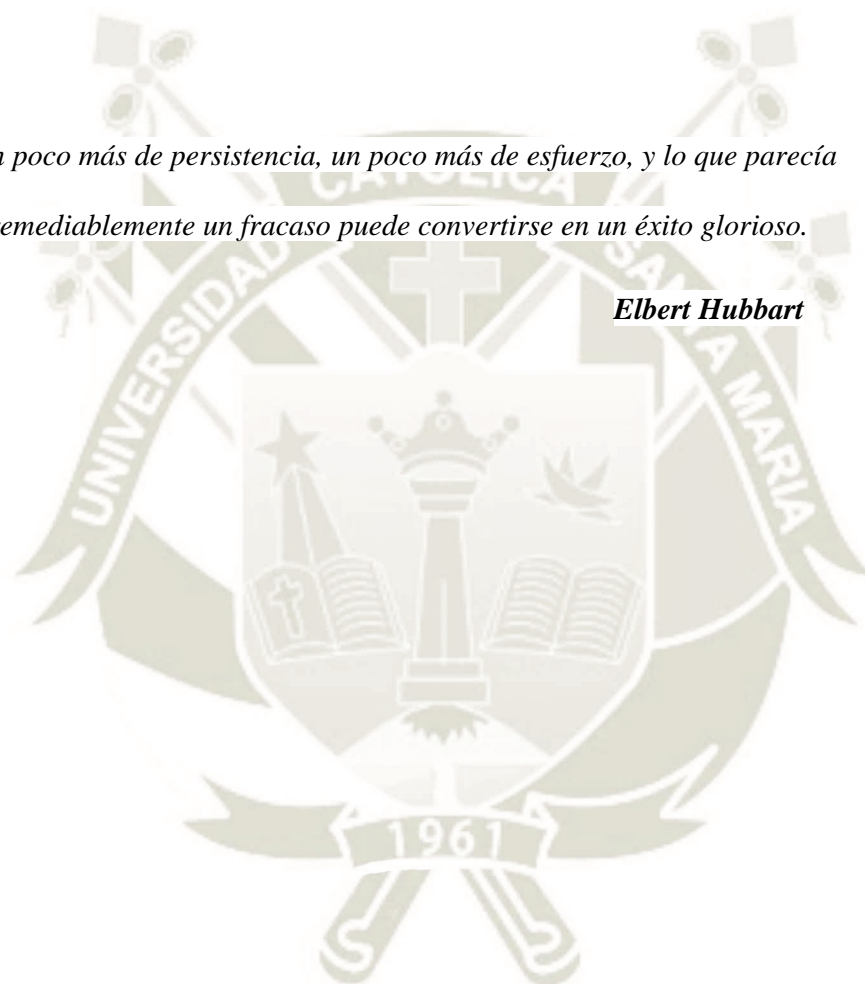 n poco más de persistencia, un poco más de esfuerzo, y lo que parecía
remediablemente un fracaso puede convertirse en un éxito glorioso.
Elbert Hubbart
UNIVERSIDAD CATOLICA SANTA MARIA
1961